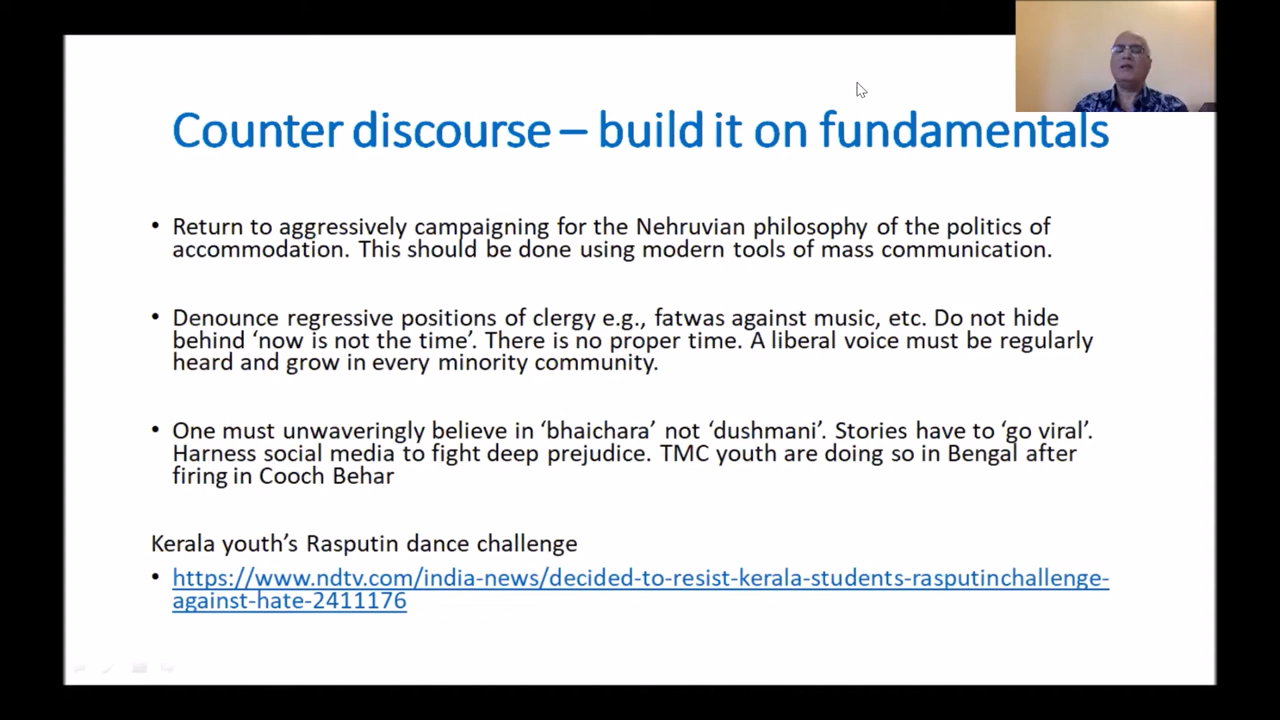 Counter discourse – build it on fundamentals
• Return to aggressively campaigning for the Nehruvian philosophy of the politics of
accommodation. This should be done using modern tools of mass communication.
• Denounce regressive positions of clergy e.g., fatwas against music, etc. Do not hide
behind ‘now is not the time’. There is no proper time. A liberal voice must be regularly
heard and grow in every minority community.
• One must unwaveringly believe in ‘bhaichara’ not ‘dushmani’. Stories have to ‘go viral’.
Harness social media to fight deep prejudice. TMC youth are doing so in Bengal after
firing in Cooch Behar
Kerala youth’s Rasputin dance challenge
• https://www.ndtv.com/india-news/decided-to-resist-kerala-students-rasputinchallenge-
against-hate-2411176